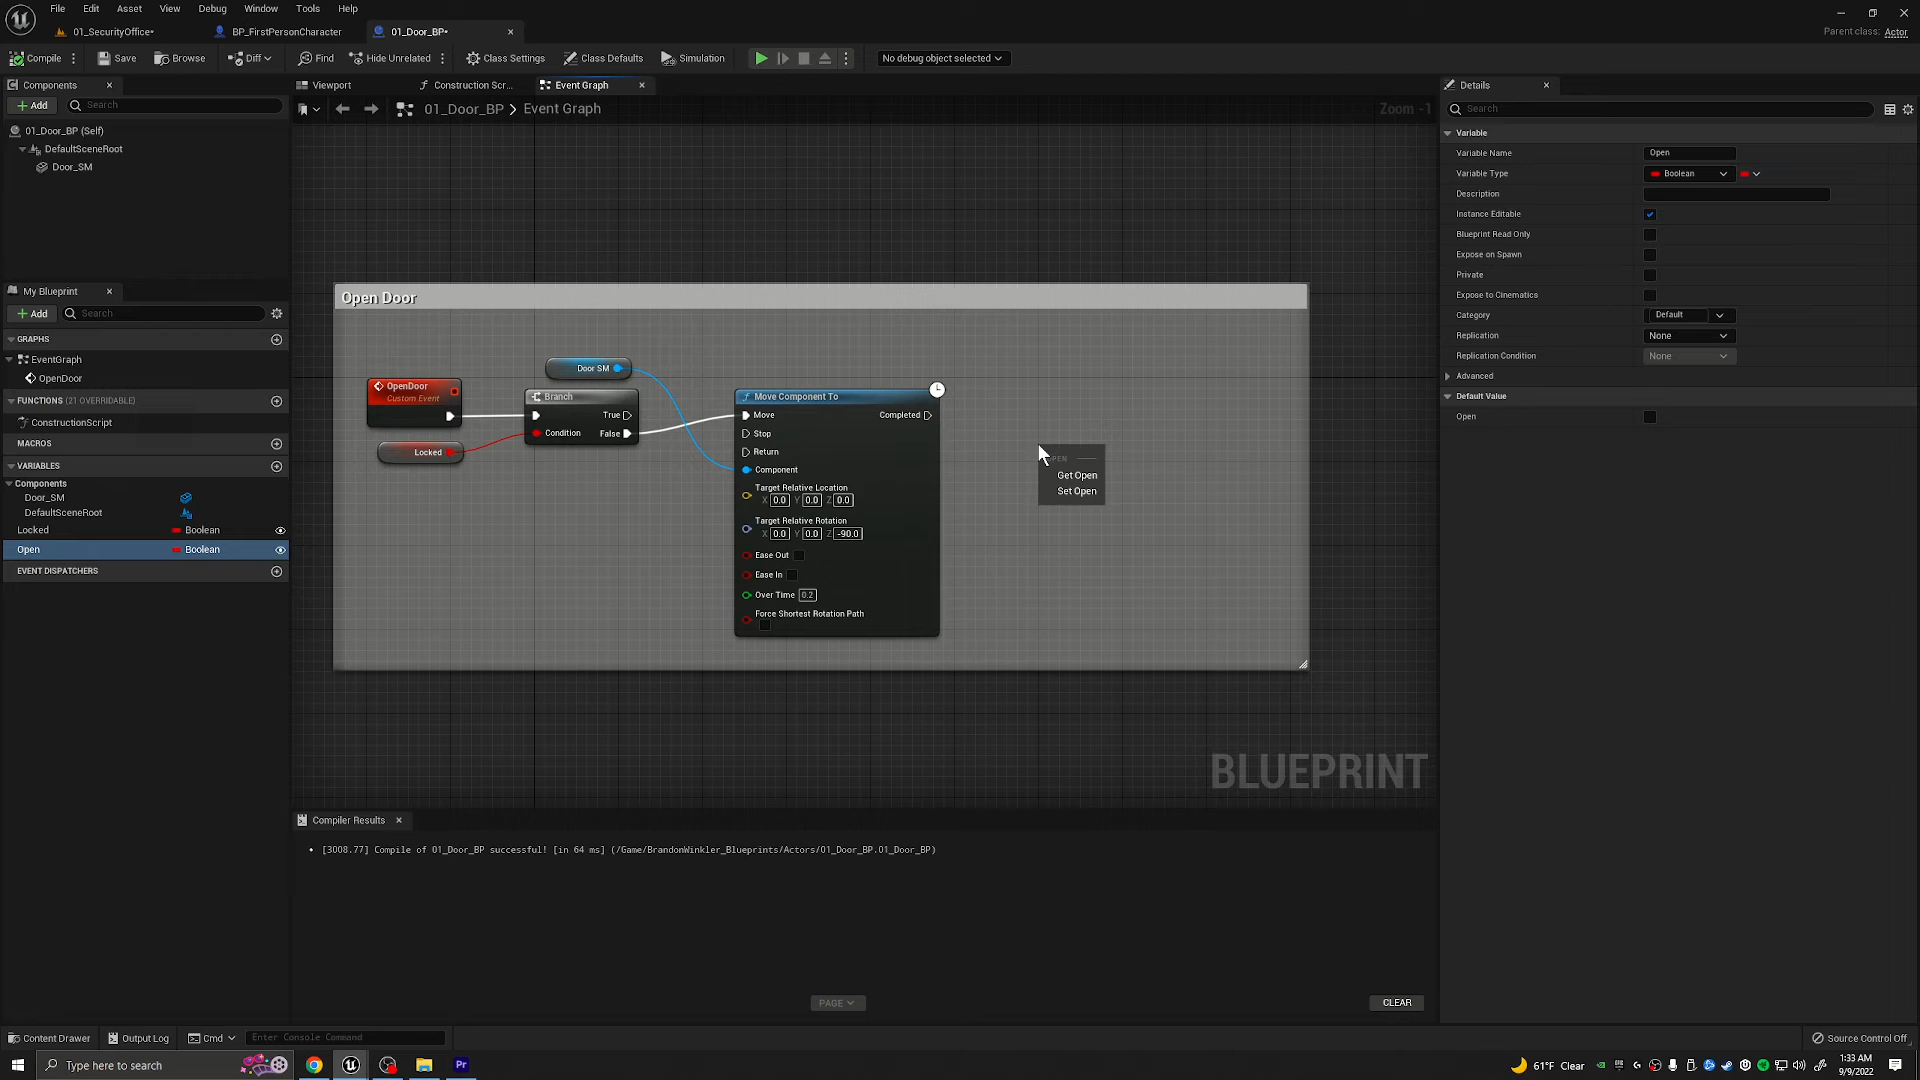 File Edit View Asset Debug Window Tools Help
01_SecurityOffice*
BP_FirstPersonCharacter
01_Door_BP*
Parent class: Actor
Compile Save Browse Diff Find Hide Unrelated Class Settings Class Defaults Simulation No debug object selected
Components
Add
Search
01_Door_BP (Self)
DefaultSceneRoot
Door_SM
My Blueprint
Add
Search
GRAPHS
EventGraph
OpenDoor
FUNCTIONS (21 OVERRIDABLE)
ConstructionScript
MACROS
VARIABLES
Components
Door_SM
DefaultSceneRoot
Locked Boolean
Open Boolean
EVENT DISPATCHERS
Viewport
Construction Scr...
Event Graph
01_Door_BP > Event Graph
Zoom -1
Open Door
OpenDoor
Custom Event
Locked
Door SM
Branch
True
Condition False
Move Component To
Move Completed
Stop
Return
Component
Target Relative Location
X 0.0 Y 0.0 Z 0.0
Target Relative Rotation
X 0.0 Y 0.0 Z -90.0
Ease Out
Ease In
Over Time 0.2
Force Shortest Rotation Path
Get Open
Set Open
BLUEPRINT
Compiler Results
[3008.77] Compile of 01_Door_BP successful! [in 64 ms] (/Game/BrandonWinkler_Blueprints/Actors/01_Door_BP.01_Door_BP)
PAGE
CLEAR
Details
Search
Variable
Variable Name Open
Variable Type Boolean
Description
Instance Editable
Blueprint Read Only
Expose on Spawn
Private
Expose to Cinematics
Category Default
Replication None
Replication Condition None
Advanced
Default Value
Open
Content Drawer Output Log Cmd Enter Console Command
Source Control Off
Type here to search
Pr
61°F Clear
1:33 AM
9/9/2022